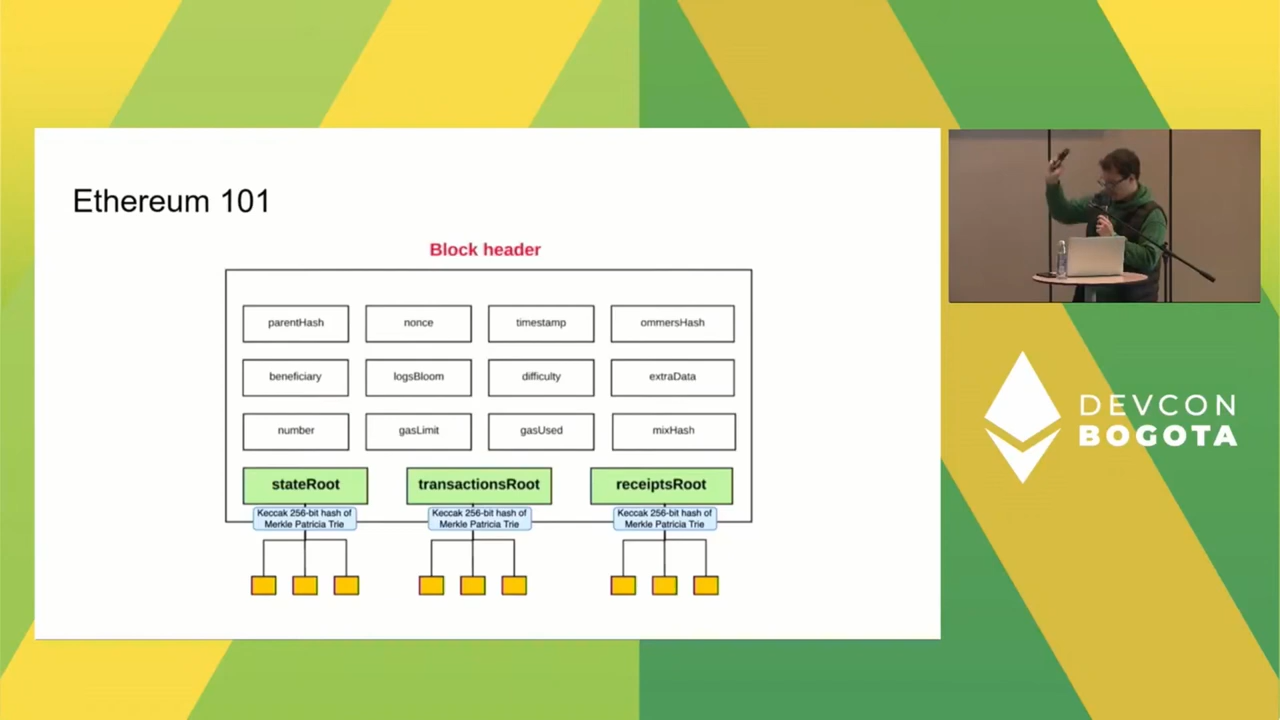 Ethereum 101
Block header
parentHash
nonce
timestamp
ommersHash
beneficiary
logsBloom
difficulty
extraData
number
gasLimit
gasUsed
mixHash
stateRoot
transactionsRoot
receiptsRoot
Keccak 256-bit hash of
Merkle Patricia Trie
Keccak 256-bit hash of
Merkle Patricia Trie
Keccak 256-bit hash of
Merkle Patricia Trie
DEVCON
BOGOTA